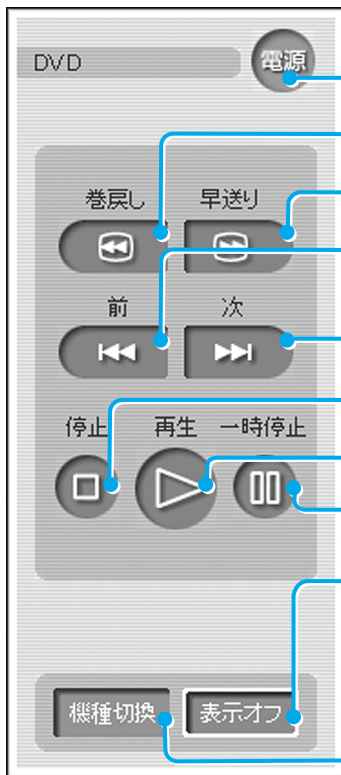 DVD 電源
巻戻し 早送り
前 次
停止 再生 一時停止
機種切換 表示オフ